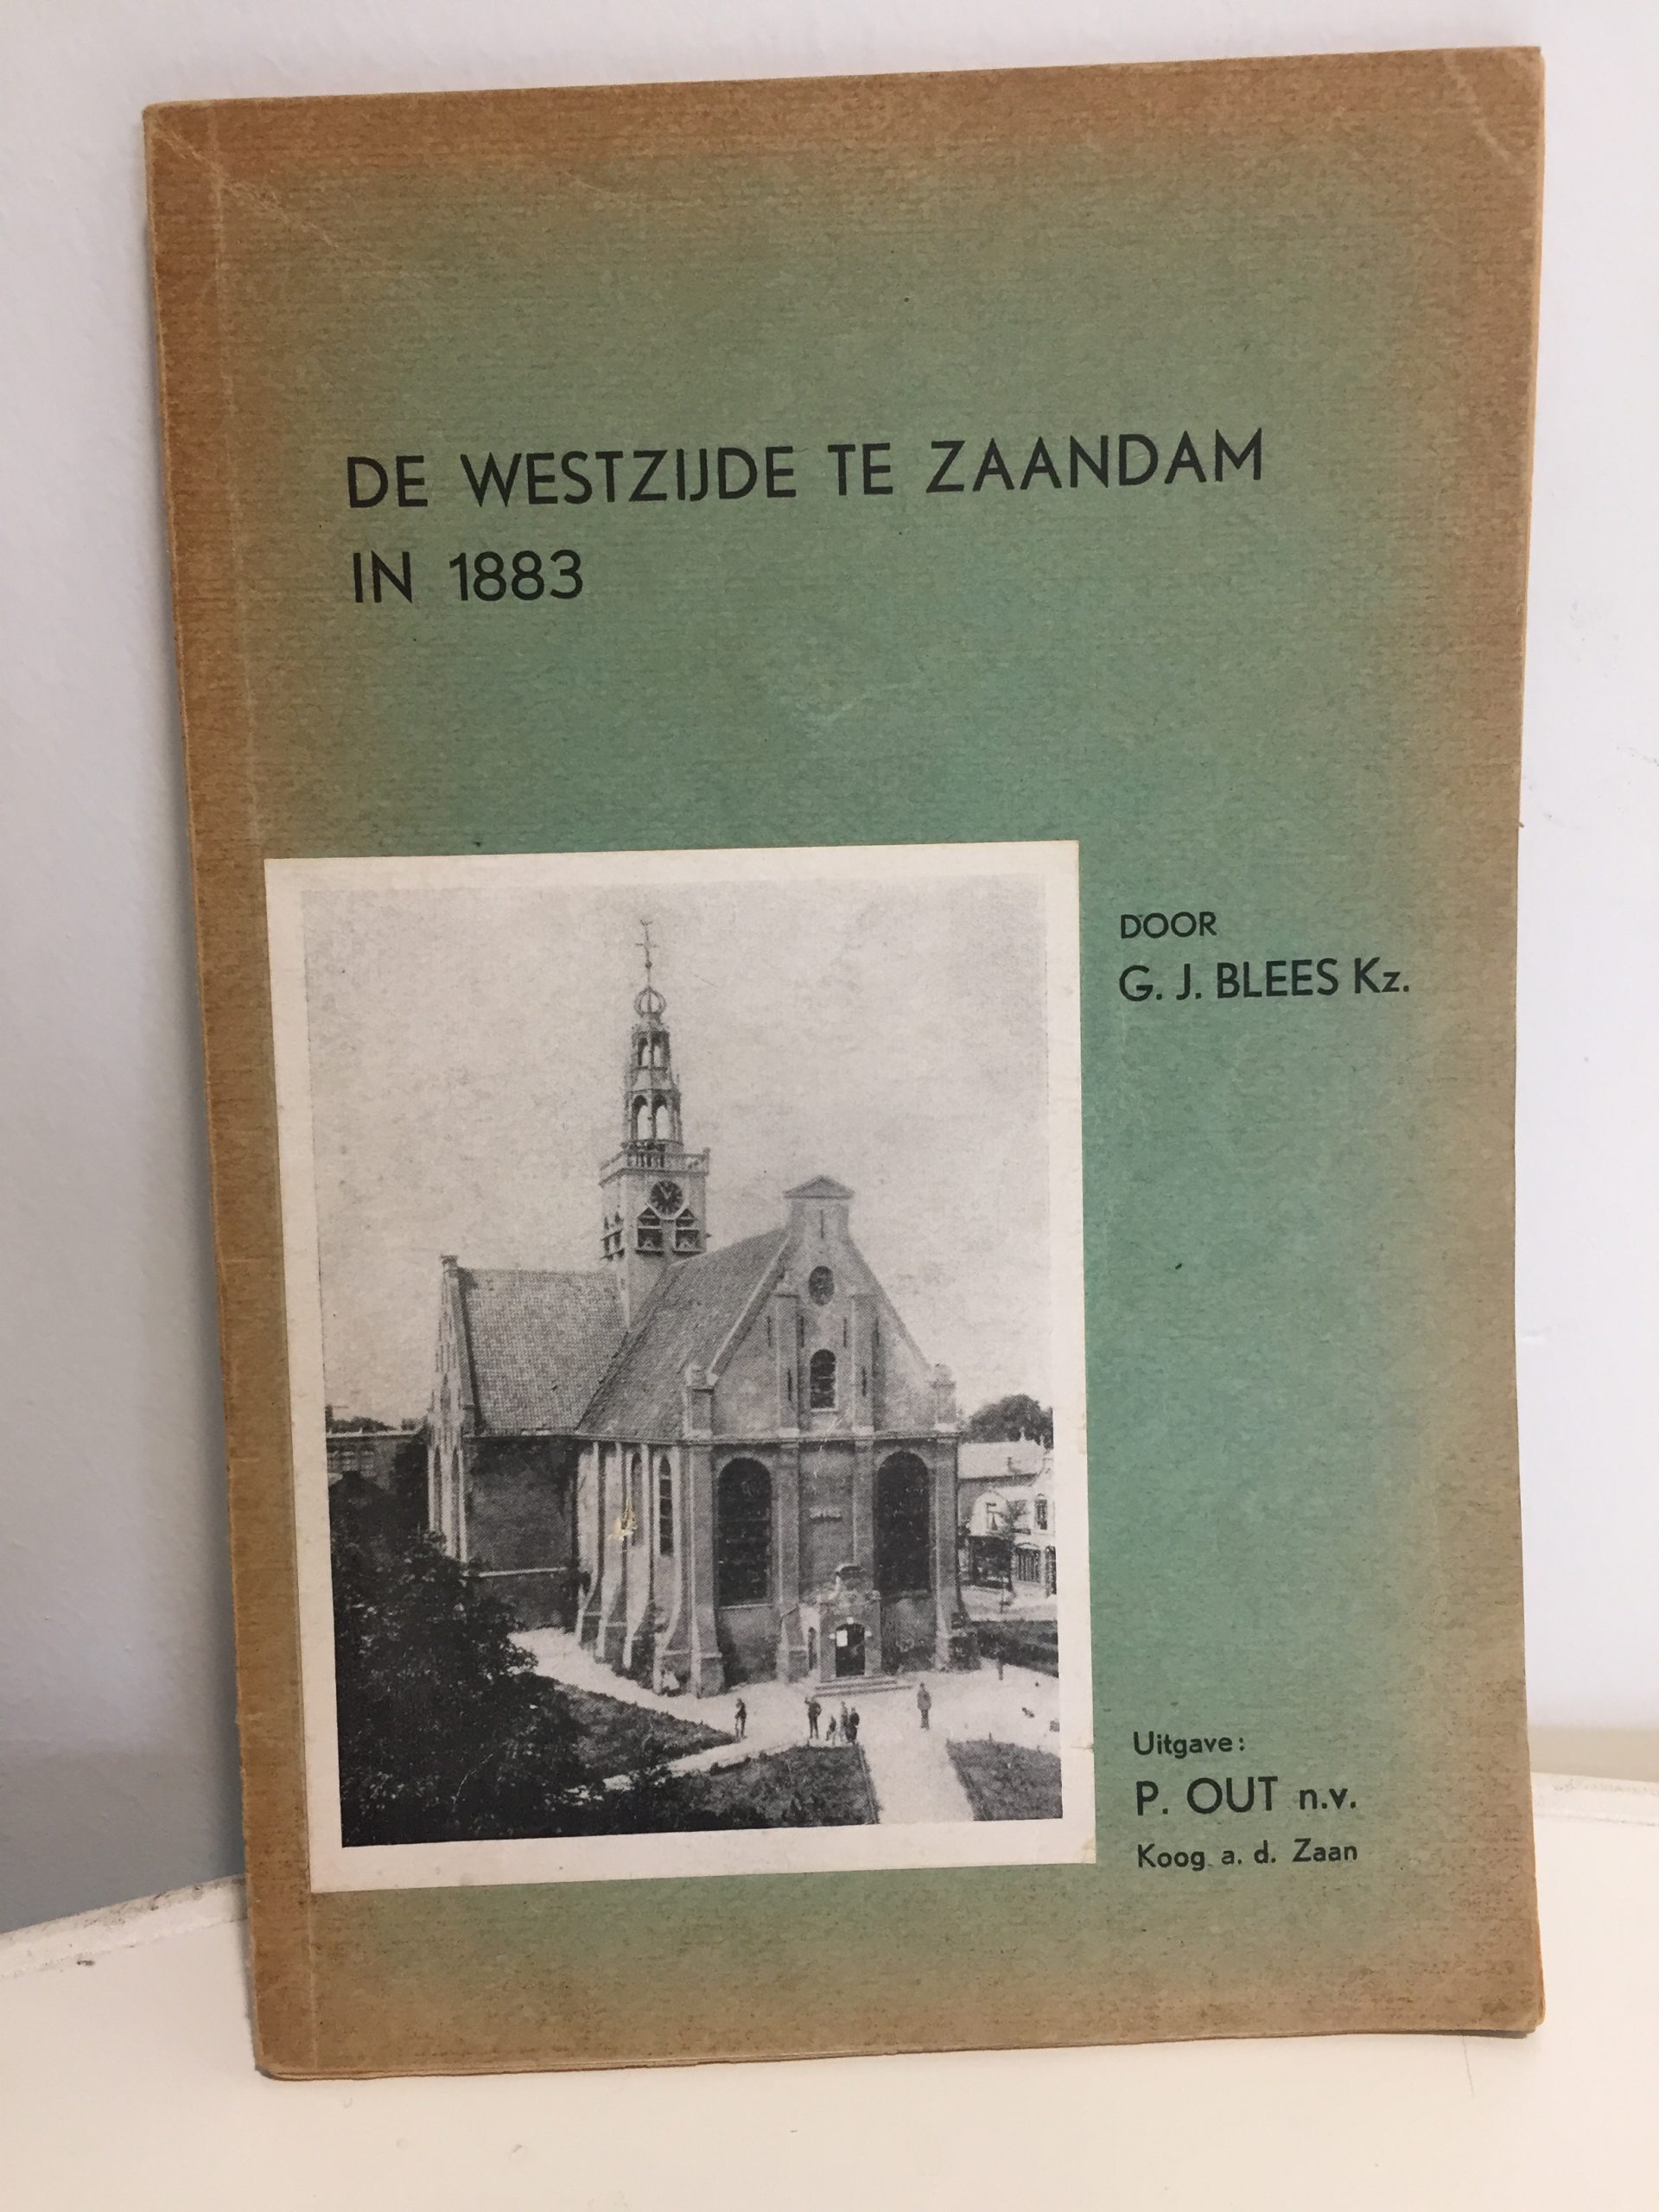 DE WESTZIJDE TE ZAANDAM
IN 1883
DOOR
G. J. BLEES Kz.
Uitgave:
P. OUT n.v.
Koog a. d. Zaan